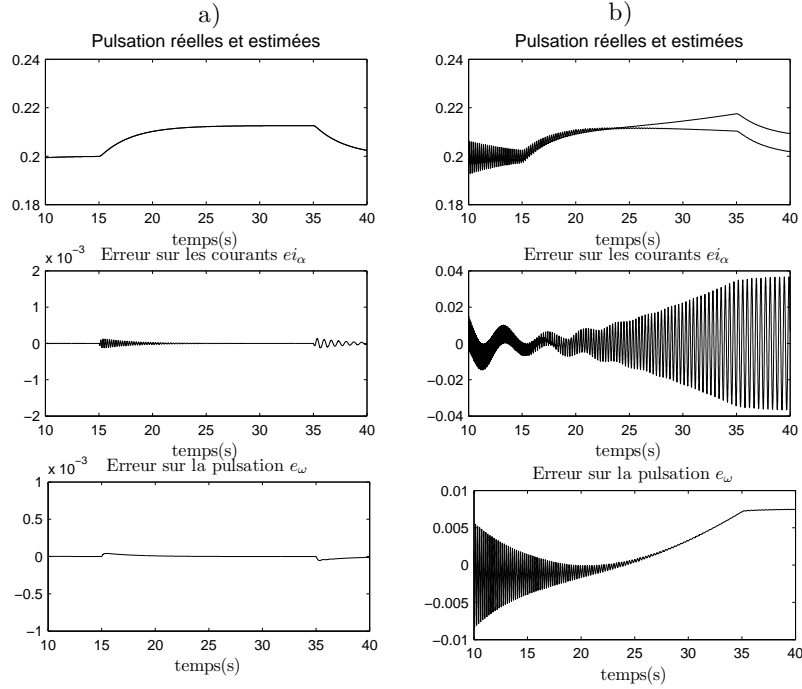 a)
Pulsation réelles et estimées
0.24
0.22
0.2
0.18
10 15 20 25 30 35 40
temps(s)
x 10⁻³
Erreur sur les courants eiα
2
1
0
−1
−2
10 15 20 25 30 35 40
temps(s)
x 10⁻³
Erreur sur la pulsation eω
1
0.5
0
−0.5
−1
10 15 20 25 30 35 40
temps(s)
b)
Pulsation réelles et estimées
0.24
0.22
0.2
0.18
10 15 20 25 30 35 40
temps(s)
Erreur sur les courants eiα
0.04
0.02
0
−0.02
−0.04
10 15 20 25 30 35 40
temps(s)
Erreur sur la pulsation eω
0.01
0.005
0
−0.005
−0.01
10 15 20 25 30 35 40
temps(s)